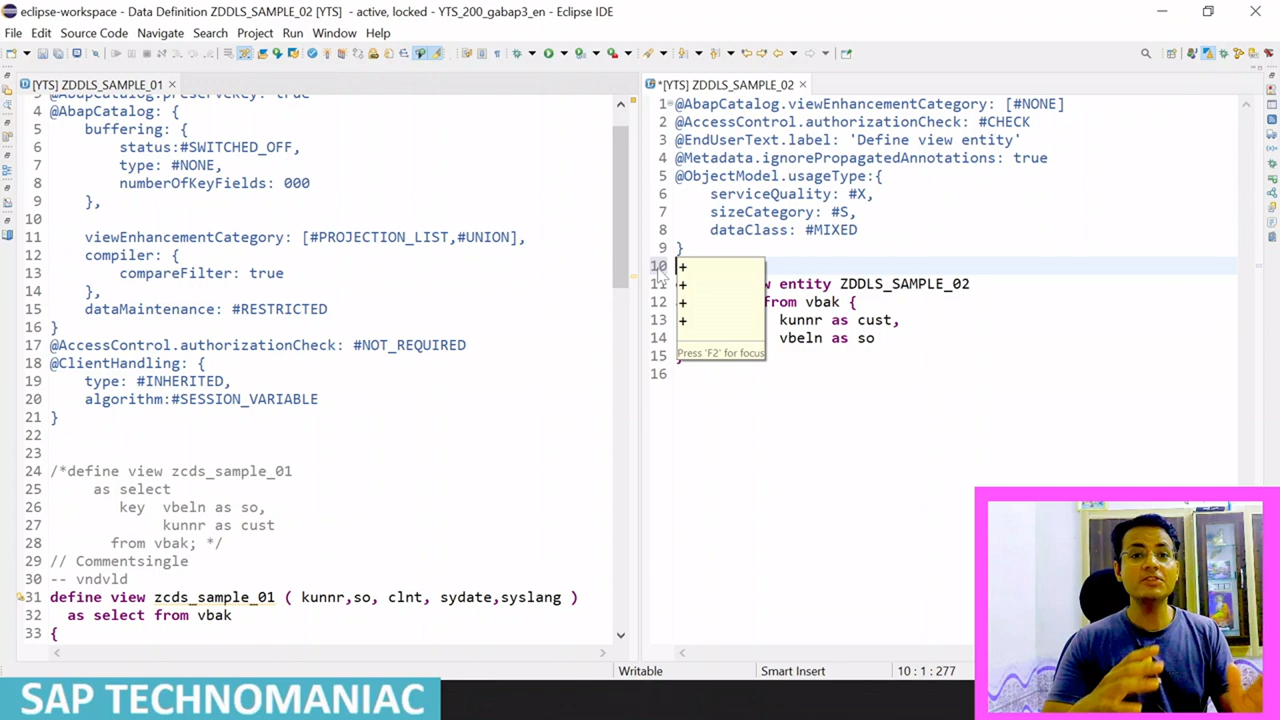 eclipse-workspace - Data Definition ZDDLS_SAMPLE_02 [YTS] - active, locked - YTS_200_gabap3_en - Eclipse IDE
File Edit Source Code Navigate Search Project Run Window Help
[YTS] ZDDLS_SAMPLE_01
4 @AbapCatalog: {
5 buffering: {
6 status:#SWITCHED_OFF,
7 type: #NONE,
8 numberOfKeyFields: 000
9 },
10
11 viewEnhancementCategory: [#PROJECTION_LIST,#UNION],
12 compiler: {
13 compareFilter: true
14 },
15 dataMaintenance: #RESTRICTED
16 }
17 @AccessControl.authorizationCheck: #NOT_REQUIRED
18 @ClientHandling: {
19 type: #INHERITED,
20 algorithm:#SESSION_VARIABLE
21 }
22
23
24 /*define view zcds_sample_01
25 as select
26 key vbeln as so,
27 kunnr as cust
28 from vbak; */
29 // Commentsingle
30 -- vndvld
31 define view zcds_sample_01 ( kunnr,so, clnt, sydate,syslang )
32 as select from vbak
33 {
*[YTS] ZDDLS_SAMPLE_02
1 @AbapCatalog.viewEnhancementCategory: [#NONE]
2 @AccessControl.authorizationCheck: #CHECK
3 @EndUserText.label: 'Define view entity'
4 @Metadata.ignorePropagatedAnnotations: true
5 @ObjectModel.usageType:{
6 serviceQuality: #X,
7 sizeCategory: #S,
8 dataClass: #MIXED
9 }
10
+
+
+
+
Press 'F2' for focus
entity ZDDLS_SAMPLE_02
12 from vbak {
13 kunnr as cust,
14 vbeln as so
15
16
Writable Smart Insert 10 : 1 : 277
SAP TECHNOMANIAC